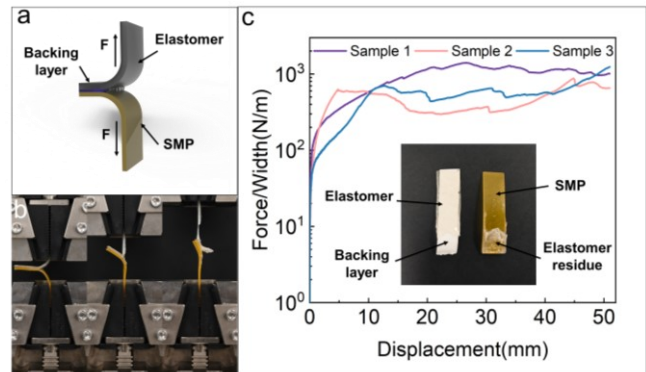 a
F
Elastomer
Backing
layer
F
SMP
b
c
Sample 1 Sample 2 Sample 3
10³
10²
10¹
10⁰
Force/Width(N/m)
Elastomer
SMP
Backing
layer
Elastomer
residue
0 10 20 30 40 50
Displacement(mm)